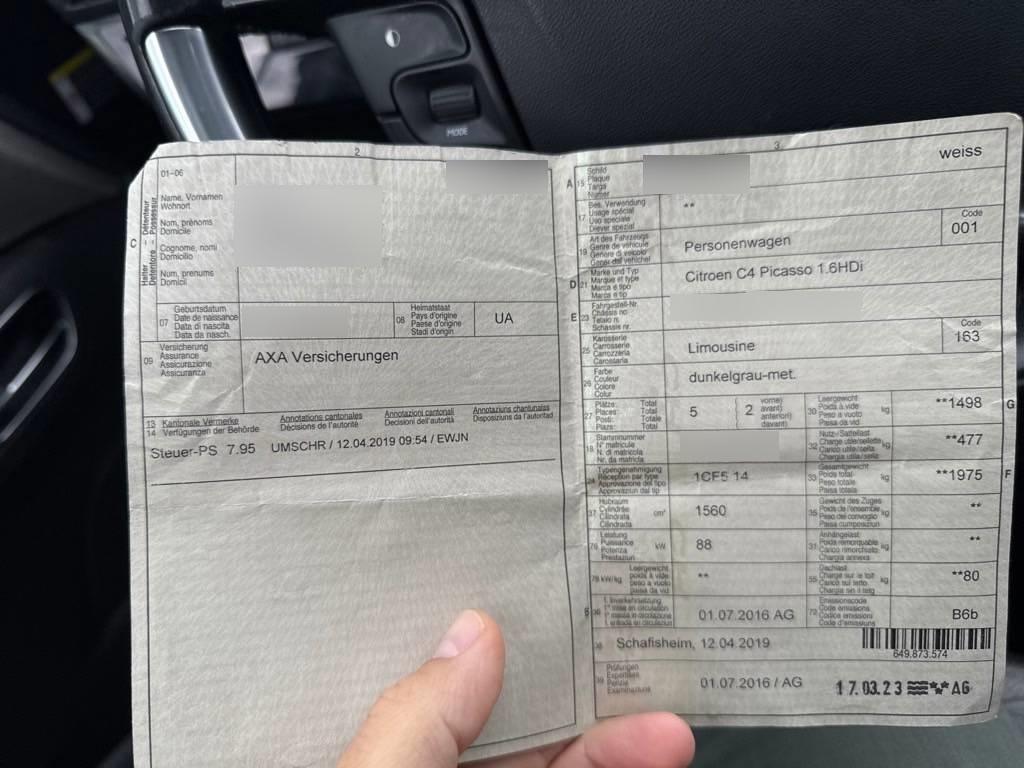 MODE
2
01-06
C
Halter Détenteur
Detentore Possessur
Name, Vornamen
Wohnort
Nom, prénoms
Domicile
Cognome, nomi
Domicilio
Num, prenums
Domicil
07
Geburtsdatum
Date de naissance
Data di nascita
Data da nasch.
08
Heimatstaat
Pays d'origine
Paese d'origine
Stadi d'origin
UA
09
Versicherung
Assurance
Assicurazione
Assicuranza
AXA Versicherungen
13 Kantonale Vermerke
14 Verfügungen der Behörde
Annotations cantonales
Décisions de l'autorité
Annotazioni cantonali
Decisioni dell'autorità
Annotaziuns chantunalas
Disposiziuns da l'autoritad
Steuer-PS 7.95 UMSCHR / 12.04.2019 09.54 / EWJN
3
A 15
Schild
Plaque
Targa
Numer
weiss
17
Bes. Verwendung
Usage spécial
Uso speciale
Diever spezial
**
19
Art des Fahrzeugs
Genre de véhicule
Genere di veicolo
Gener dal vehichel
Personenwagen
Code
001
D 21
Marke und Typ
Marque et type
Marca e tipo
Marca e tip
Citroen C4 Picasso 1.6HDi
E 23
Fahrgestell-Nr.
Châssis no
Telaio n.
Schassis nr.
25
Karosserie
Carrosserie
Carrozzeria
Carossaria
Limousine
Code
163
26
Farbe
Couleur
Colore
Colur
dunkelgrau-met.
27
Plätze: Total
Places: Total
Posti: Totale
Plazs: Total
5
2
vorne)
avant)
anteriori)
davant)
30
Leergewicht
Poids à vide
Peso a vuoto
Paisa da vid
kg
**1498
G
18
Stammnummer
N° matricule
N. di matricola
Nr. da matricla
32
Nutz-/Sattellast
Charge utile/sellette
Carico utile/sella
Chargia utila/sella
kg
**477
24
Typengenehmigung
Réception par type
Approvazione del tipo
Approvaziun dal tip
1CF5 14
33
Gesamtgewicht
Poids total
Peso totale
Paisa totala
kg
**1975
F
37
Hubraum
Cylindrée
Cilindrata
Cilindrada
cm³
1560
35
Gewicht des Zuges
Poids de l'ensemble
Peso del convoglio
Paisa cumposiziun
kg
**
76
Leistung
Puissance
Potenza
Prestaziun
kW
88
31
Anhängelast
Poids remorquable
Carico rimorchiato
Chargia annexa
kg
**
78 kW/kg
Leergewicht
poids à vide
peso a vuoto
paisa da vid
**
55
Dachlast
Charge sur le toit
Carico sul tetto
Chargia sin il tetg
kg
**80
B 36
1. Inverkehrsetzung
1re mise en circulation
1a messa in circolazione
1. entrada en circulaziun
01.07.2016 AG
72
Emissionscode
Code émissions
Codice emissioni
Code d'emissiuns
B6b
38
Schafisheim, 12.04.2019
649.873.574
39
Prüfungen
Expertises
Perizie
Examinaziuns
01.07.2016 / AG
17.03.23 AG